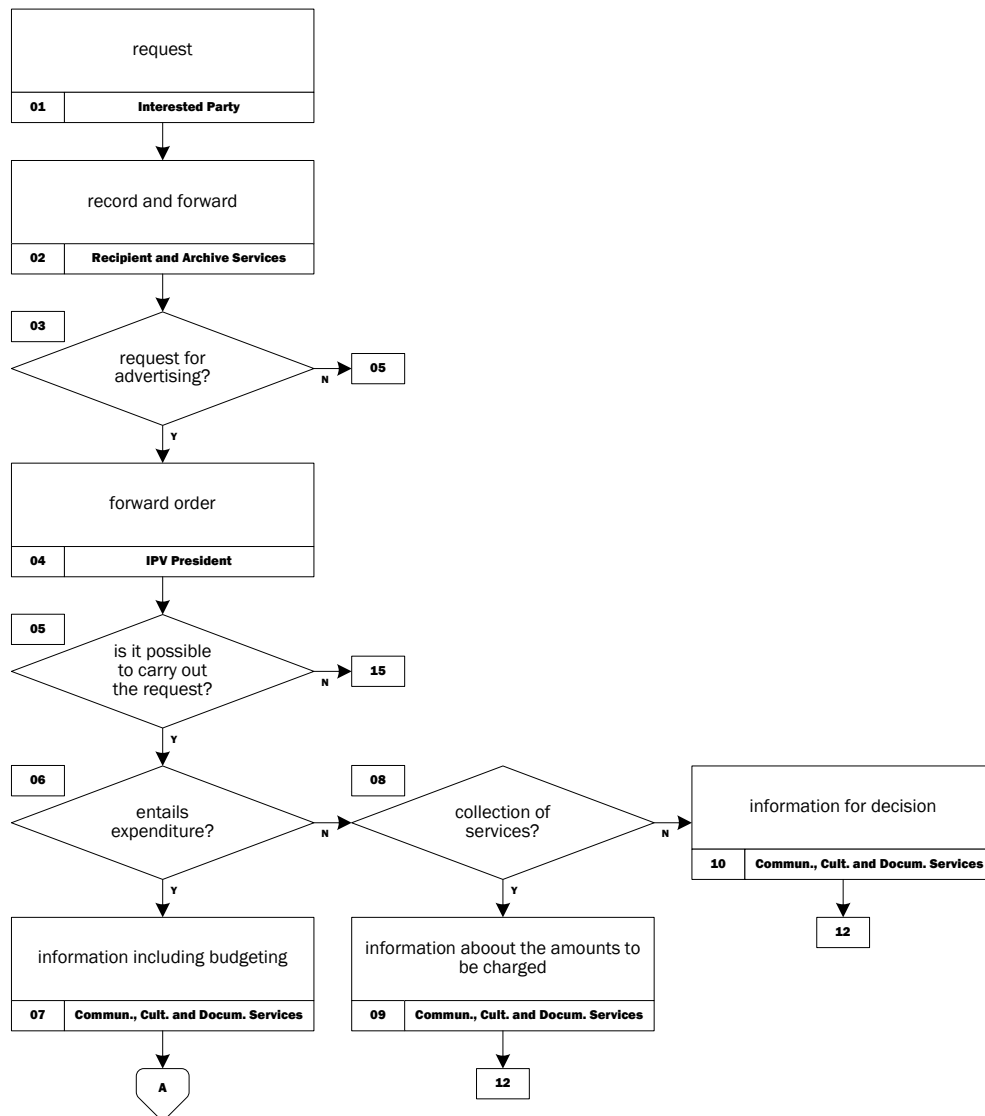 request
01
Interested Party
record and forward
02
Recipient and Archive Services
03
request for
advertising?
N
05
Y
forward order
04
IPV President
05
is it possible
to carry out
the request?
N
15
Y
06
entails
expenditure?
N
08
collection of
services?
N
information for decision
10
Commun., Cult. and Docum. Services
12
Y
information including budgeting
07
Commun., Cult. and Docum. Services
A
Y
information aboout the amounts to
be charged
09
Commun., Cult. and Docum. Services
12